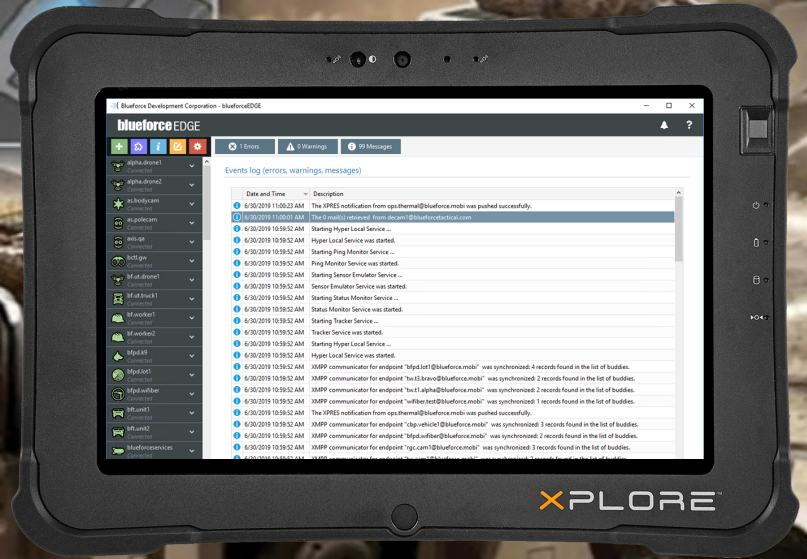 Blueforce Development Corporation - blueforceEDGE
blueforce EDGE
?
1 Errors 0 Warnings 99 Messages
Events log (errors, warnings, messages)
Date and Time Description
6/30/2019 11:00:23 AM The XPRES notification from ops.thermal@blueforce.mobi was pushed successfully.
6/30/2019 11:00:01 AM The 0 mail(s) retrieved from decam1@blueforcetactical.com
6/30/2019 10:59:52 AM Starting Hyper Local Service ...
6/30/2019 10:59:52 AM Hyper Local Service was started.
6/30/2019 10:59:52 AM Starting Ping Monitor Service ...
6/30/2019 10:59:52 AM Ping Monitor Service was started.
6/30/2019 10:59:52 AM Starting Sensor Emulator Service ...
6/30/2019 10:59:52 AM Sensor Emulator Service was started.
6/30/2019 10:59:52 AM Starting Status Monitor Service ...
6/30/2019 10:59:52 AM Status Monitor Service was started.
6/30/2019 10:59:52 AM Starting Tracker Service ...
6/30/2019 10:59:52 AM Tracker Service was started.
6/30/2019 10:59:52 AM Starting Hyper Local Service ...
6/30/2019 10:59:52 AM Hyper Local Service was started.
6/30/2019 10:59:52 AM XMPP communicator for endpoint "bfpd.lot1@blueforce.mobi" was synchronized: 4 records found in the list of buddies.
6/30/2019 10:59:52 AM XMPP communicator for endpoint "tw.t3.bravo@blueforce.mobi" was synchronized: 2 records found in the list of buddies.
6/30/2019 10:59:52 AM XMPP communicator for endpoint "tw.t1.alpha@blueforce.mobi" was synchronized: 2 records found in the list of buddies.
6/30/2019 10:59:52 AM XMPP communicator for endpoint "wifiber.test@blueforce.mobi" was synchronized: 1 records found in the list of buddies.
6/30/2019 10:59:52 AM The XPRES notification from ops.thermal@blueforce.mobi was pushed successfully.
6/30/2019 10:59:52 AM XMPP communicator for endpoint "cbp.vehicle1@blueforce.mobi" was synchronized: 3 records found in the list of buddies.
6/30/2019 10:59:52 AM XMPP communicator for endpoint "bfpd.wifiber@blueforce.mobi" was synchronized: 2 records found in the list of buddies.
6/30/2019 10:59:52 AM XMPP communicator for endpoint "rgc.cam1@blueforce.mobi" was synchronized: 3 records found in the list of buddies.
alpha.drone1
Connected
alpha.drone2
Connected
as.bodycam
Connected
as.polecam
Connected
axis.qa
Connected
bctl.gw
Connected
bf.ut.drone1
Connected
bf.ut.truck1
Connected
bf.worker1
Connected
bf.worker2
Connected
bfpd.k9
Connected
bfpd.lot1
Connected
bfpd.wifiber
Connected
bft.unit1
Connected
bft.unit2
Connected
blueforceservices
Connected
XPLORE